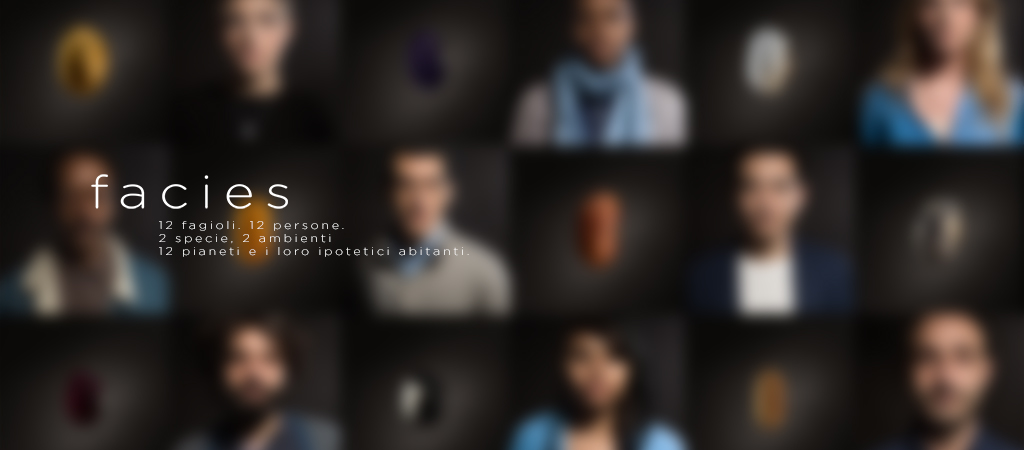 facies
12 fagioli. 12 persone.
2 specie, 2 ambienti
12 pianeti e i loro ipotetici abitanti.